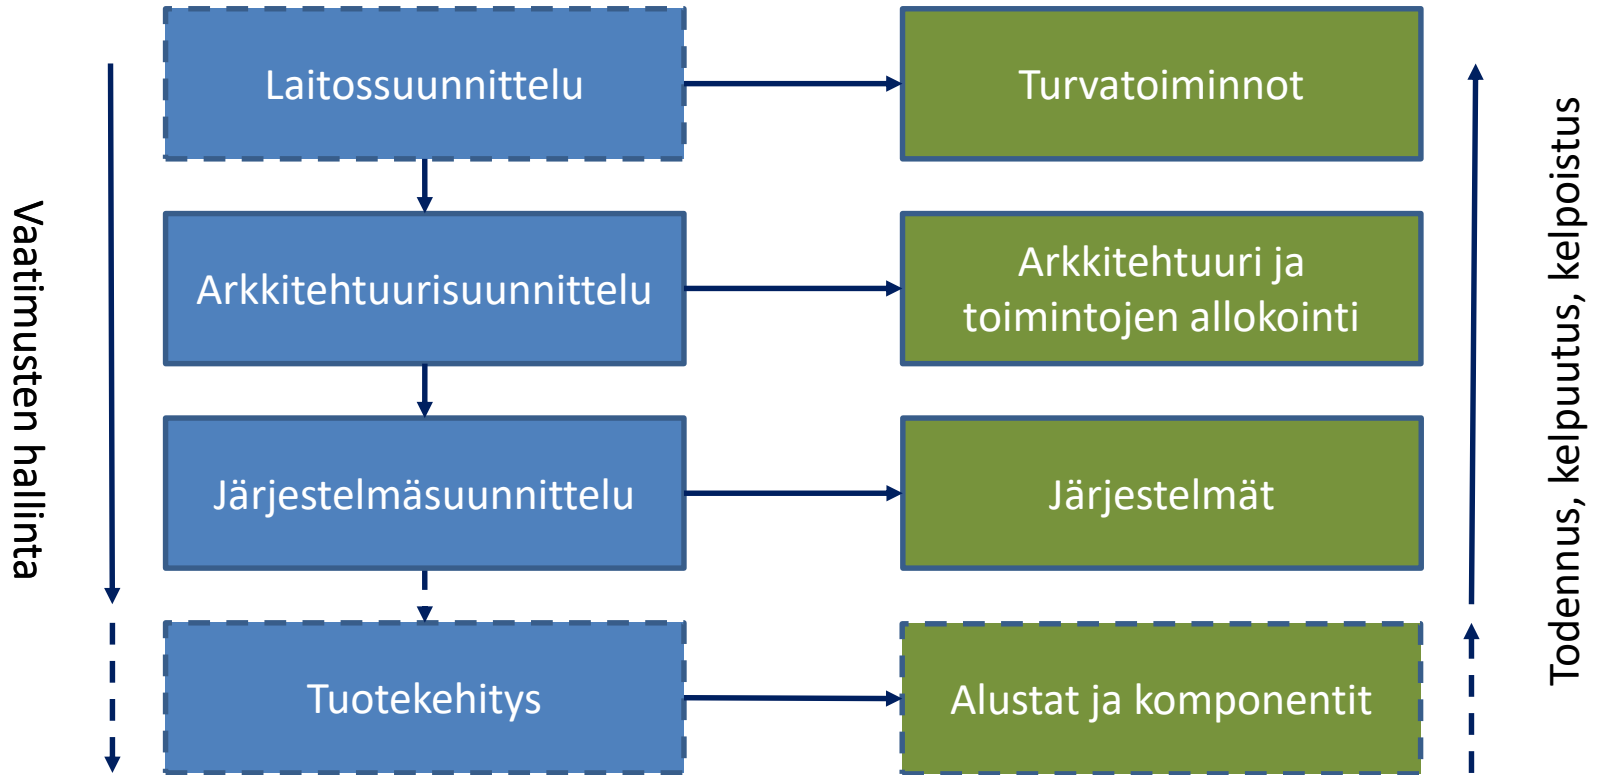 Laitossuunnittelu
Turvatoiminnot
Vaatimusten hallinta
Arkkitehtuurisuunnittelu
Arkkitehtuuri ja
toimintojen allokointi
Todennus, kelpuutus, kelpoistus
Järjestelmäsuunnittelu
Järjestelmät
Tuotekehitys
Alustat ja komponentit